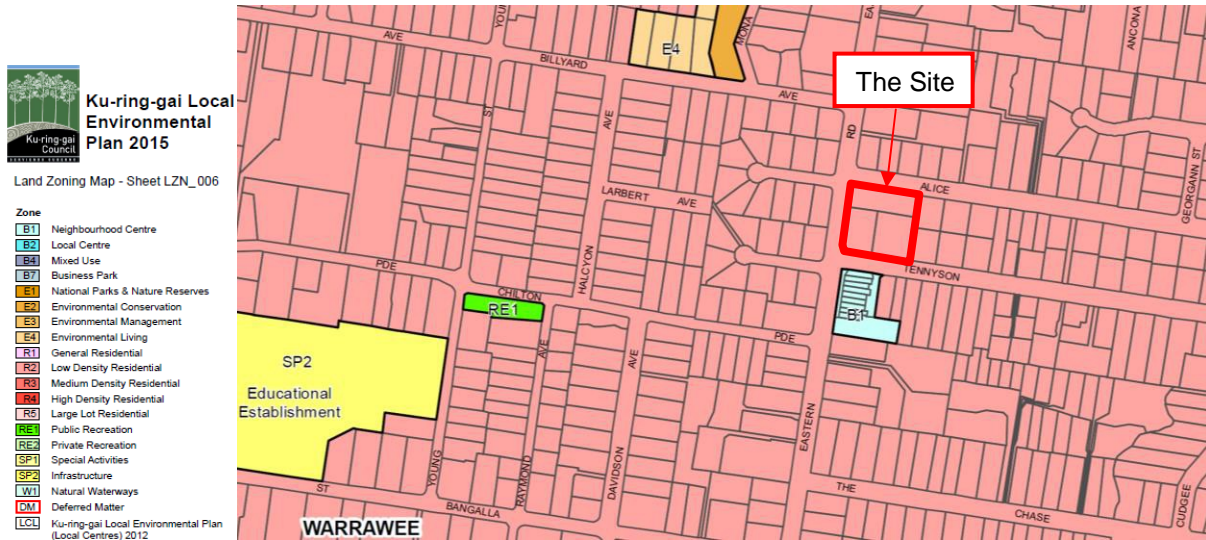 Ku-ring-gai Local
Environmental
Plan 2015
Ku-ring-gai
Council
Land Zoning Map - Sheet LZN_006
Zone
B1 Neighbourhood Centre
B2 Local Centre
B4 Mixed Use
B7 Business Park
E1 National Parks & Nature Reserves
E2 Environmental Conservation
E3 Environmental Management
E4 Environmental Living
R1 General Residential
R2 Low Density Residential
R3 Medium Density Residential
R4 High Density Residential
R5 Large Lot Residential
RE1 Public Recreation
RE2 Private Recreation
SP1 Special Activities
SP2 Infrastructure
W1 Natural Waterways
DM Deferred Matter
LCL Ku-ring-gai Local Environmental Plan
(Local Centres) 2012
AVE
BILLYARD
AVE
E4
MONA
ANCONA
The Site
ST
AVE
RD
LARBERT AVE
ALICE
GEORGANN ST
PDE
CHILTON
HALCYON
TENNYSON
RE1
B1
PDE
SP2
Educational
Establishment
AVE
AVE
EASTERN
YOUNG
RAYMOND
DAVIDSON
ST
BANGALLA
THE
CHASE
CUDGEE
WARRAWEE